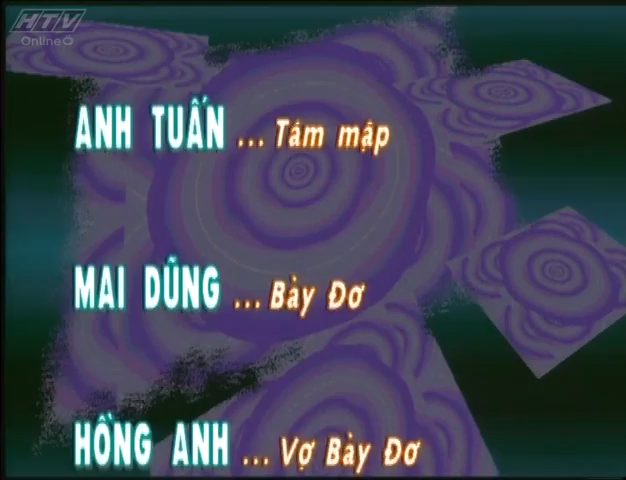 HTV
Online
ANH TUẤN ... Tám mập
MAI DŨNG ... Bảy Đơ
HỒNG ANH ... Vợ Bảy Đơ